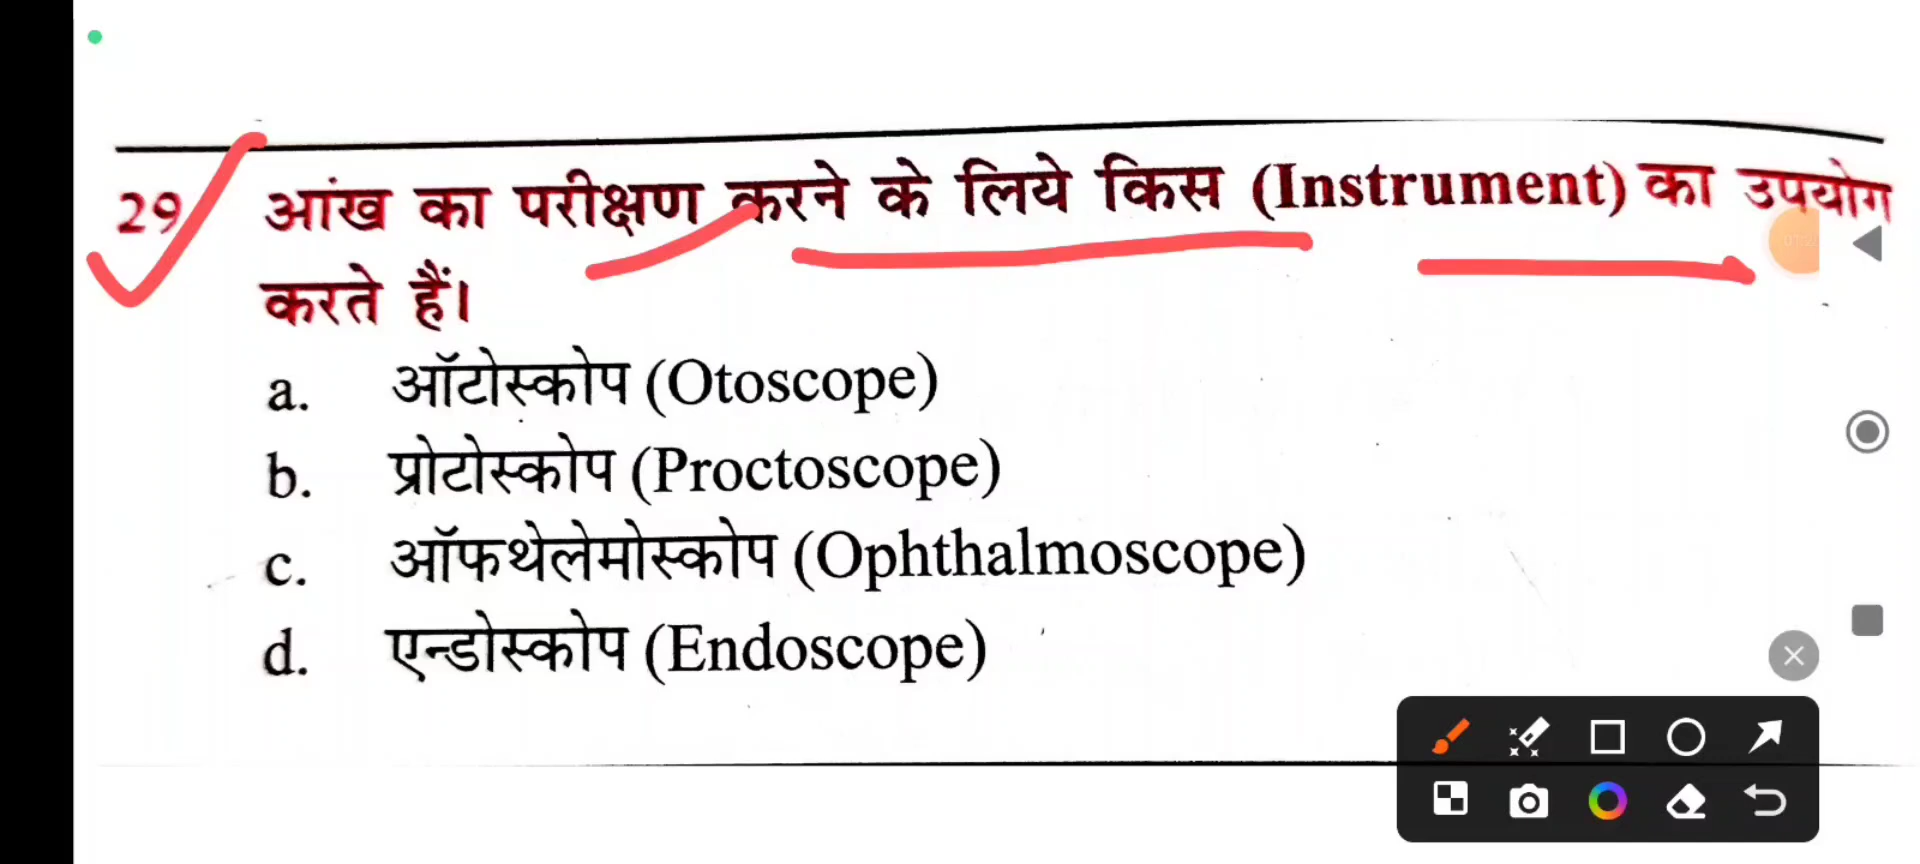 29 आंख का परीक्षण करने के लिये किस (Instrument) का उपयोग
करते हैं।
a. ऑटोस्कोप (Otoscope)
b. प्रोटोस्कोप (Proctoscope)
c. ऑफथेलेमोस्कोप (Ophthalmoscope)
d. एन्डोस्कोप (Endoscope)